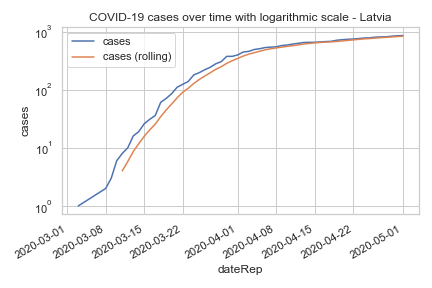 COVID-19 cases over time with logarithmic scale - Latvia
cases
cases (rolling)
10³
10²
10¹
10⁰
cases
2020-03-01
2020-03-08
2020-03-15
2020-03-22
2020-04-01
2020-04-08
2020-04-15
2020-04-22
2020-05-01
dateRep